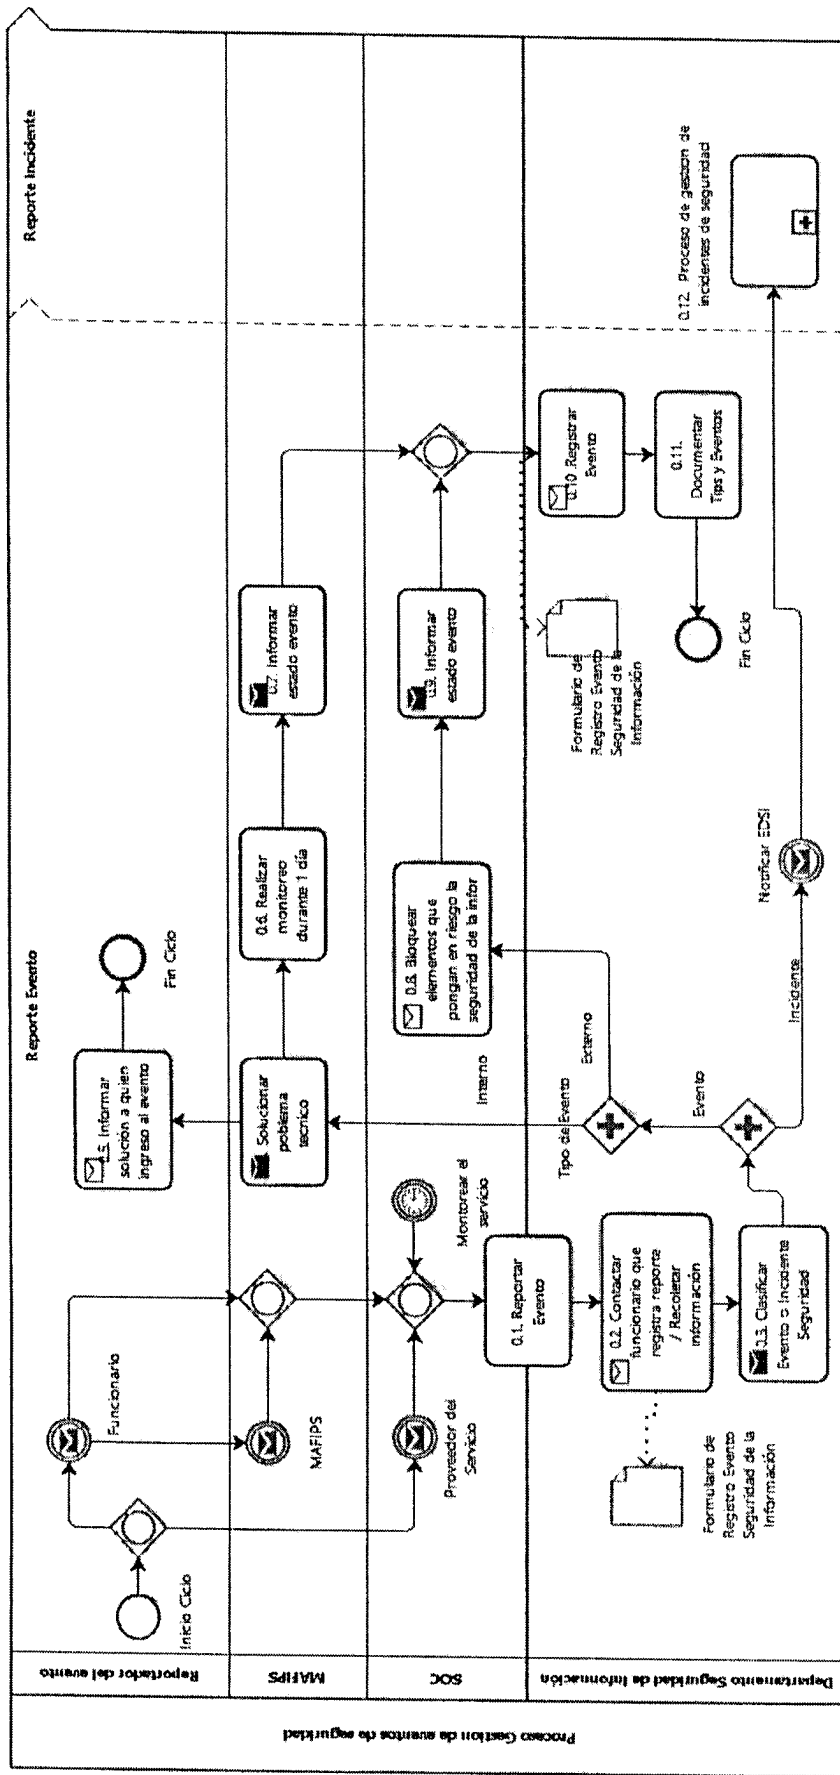 Proceso Gestion de eventos de seguridad
Reportador del evento
MAFIPS
SOC
Departamento Seguridad de Información
Reporte Evento
Reporte Incidente
Inicio Ciclo
Funcionario
MAFIPS
Proveedor del
Servicio
Montorear el
servicio
0.1. Reportar
Evento
0.2. Contactar
funcionario que
registra reporte
/ Recoletar
información
Formulario de
Registro Evento
Seguridad de la
Información
0.3. Clasificar
Evento o Incidente
Seguridad
Evento
Incidente
Tipo de Evento
Interno
Externo
Solucionar
poblema
tecnico
0.5. Informar
solución a quien
ingreso al evento
Fin Ciclo
0.6. Realizar
monitoreo
durante 1 día
0.7. Informar
estado evento
0.8. Bloquear
elementos que
pongan en riesgo la
seguridad de la infor
0.9. Informar
estado evento
0.10. Registrar
Evento
Formulario de
Registro Evento
Seguridad de la
Información
0.11.
Documentar
Tips y Eventos
Fin Ciclo
Notificar EDSI
0.12. Proceso de gestion de
incidentes de seguridad